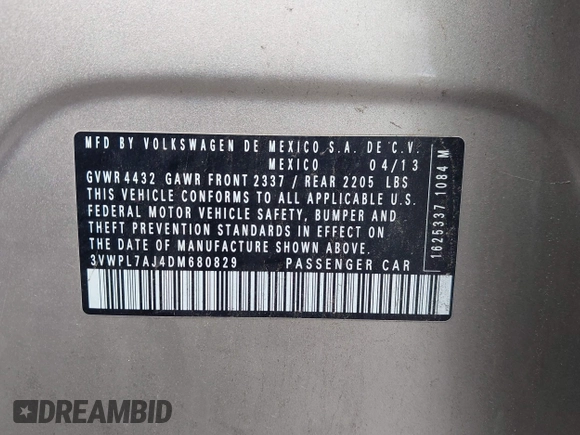 MFD BY VOLKSWAGEN DE MEXICO S.A. DE C.V.
MEXICO 04/13
GVWR 4432 GAWR FRONT 2337 / REAR 2205 LBS
THIS VEHICLE CONFORMS TO ALL APPLICABLE U.S.
FEDERAL MOTOR VEHICLE SAFETY, BUMPER AND
THEFT PREVENTION STANDARDS IN EFFECT ON
THE DATE OF MANUFACTURE SHOWN ABOVE.
3VWPL7AJ4DM680829 PASSENGER CAR
1625337 1084 M
DREAMBID